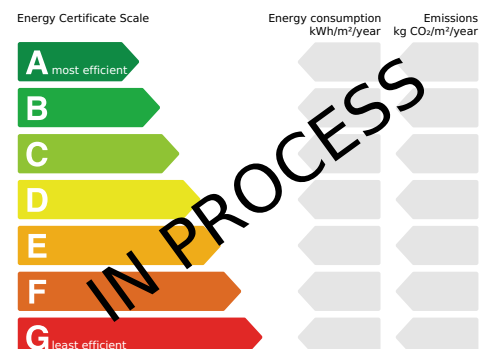 Energy Certificate Scale
Energy consumption
kWh/m²/year
Emissions
kg CO₂/m²/year
A most efficient
B
C
D
E
F
G least efficient
IN PROCESS